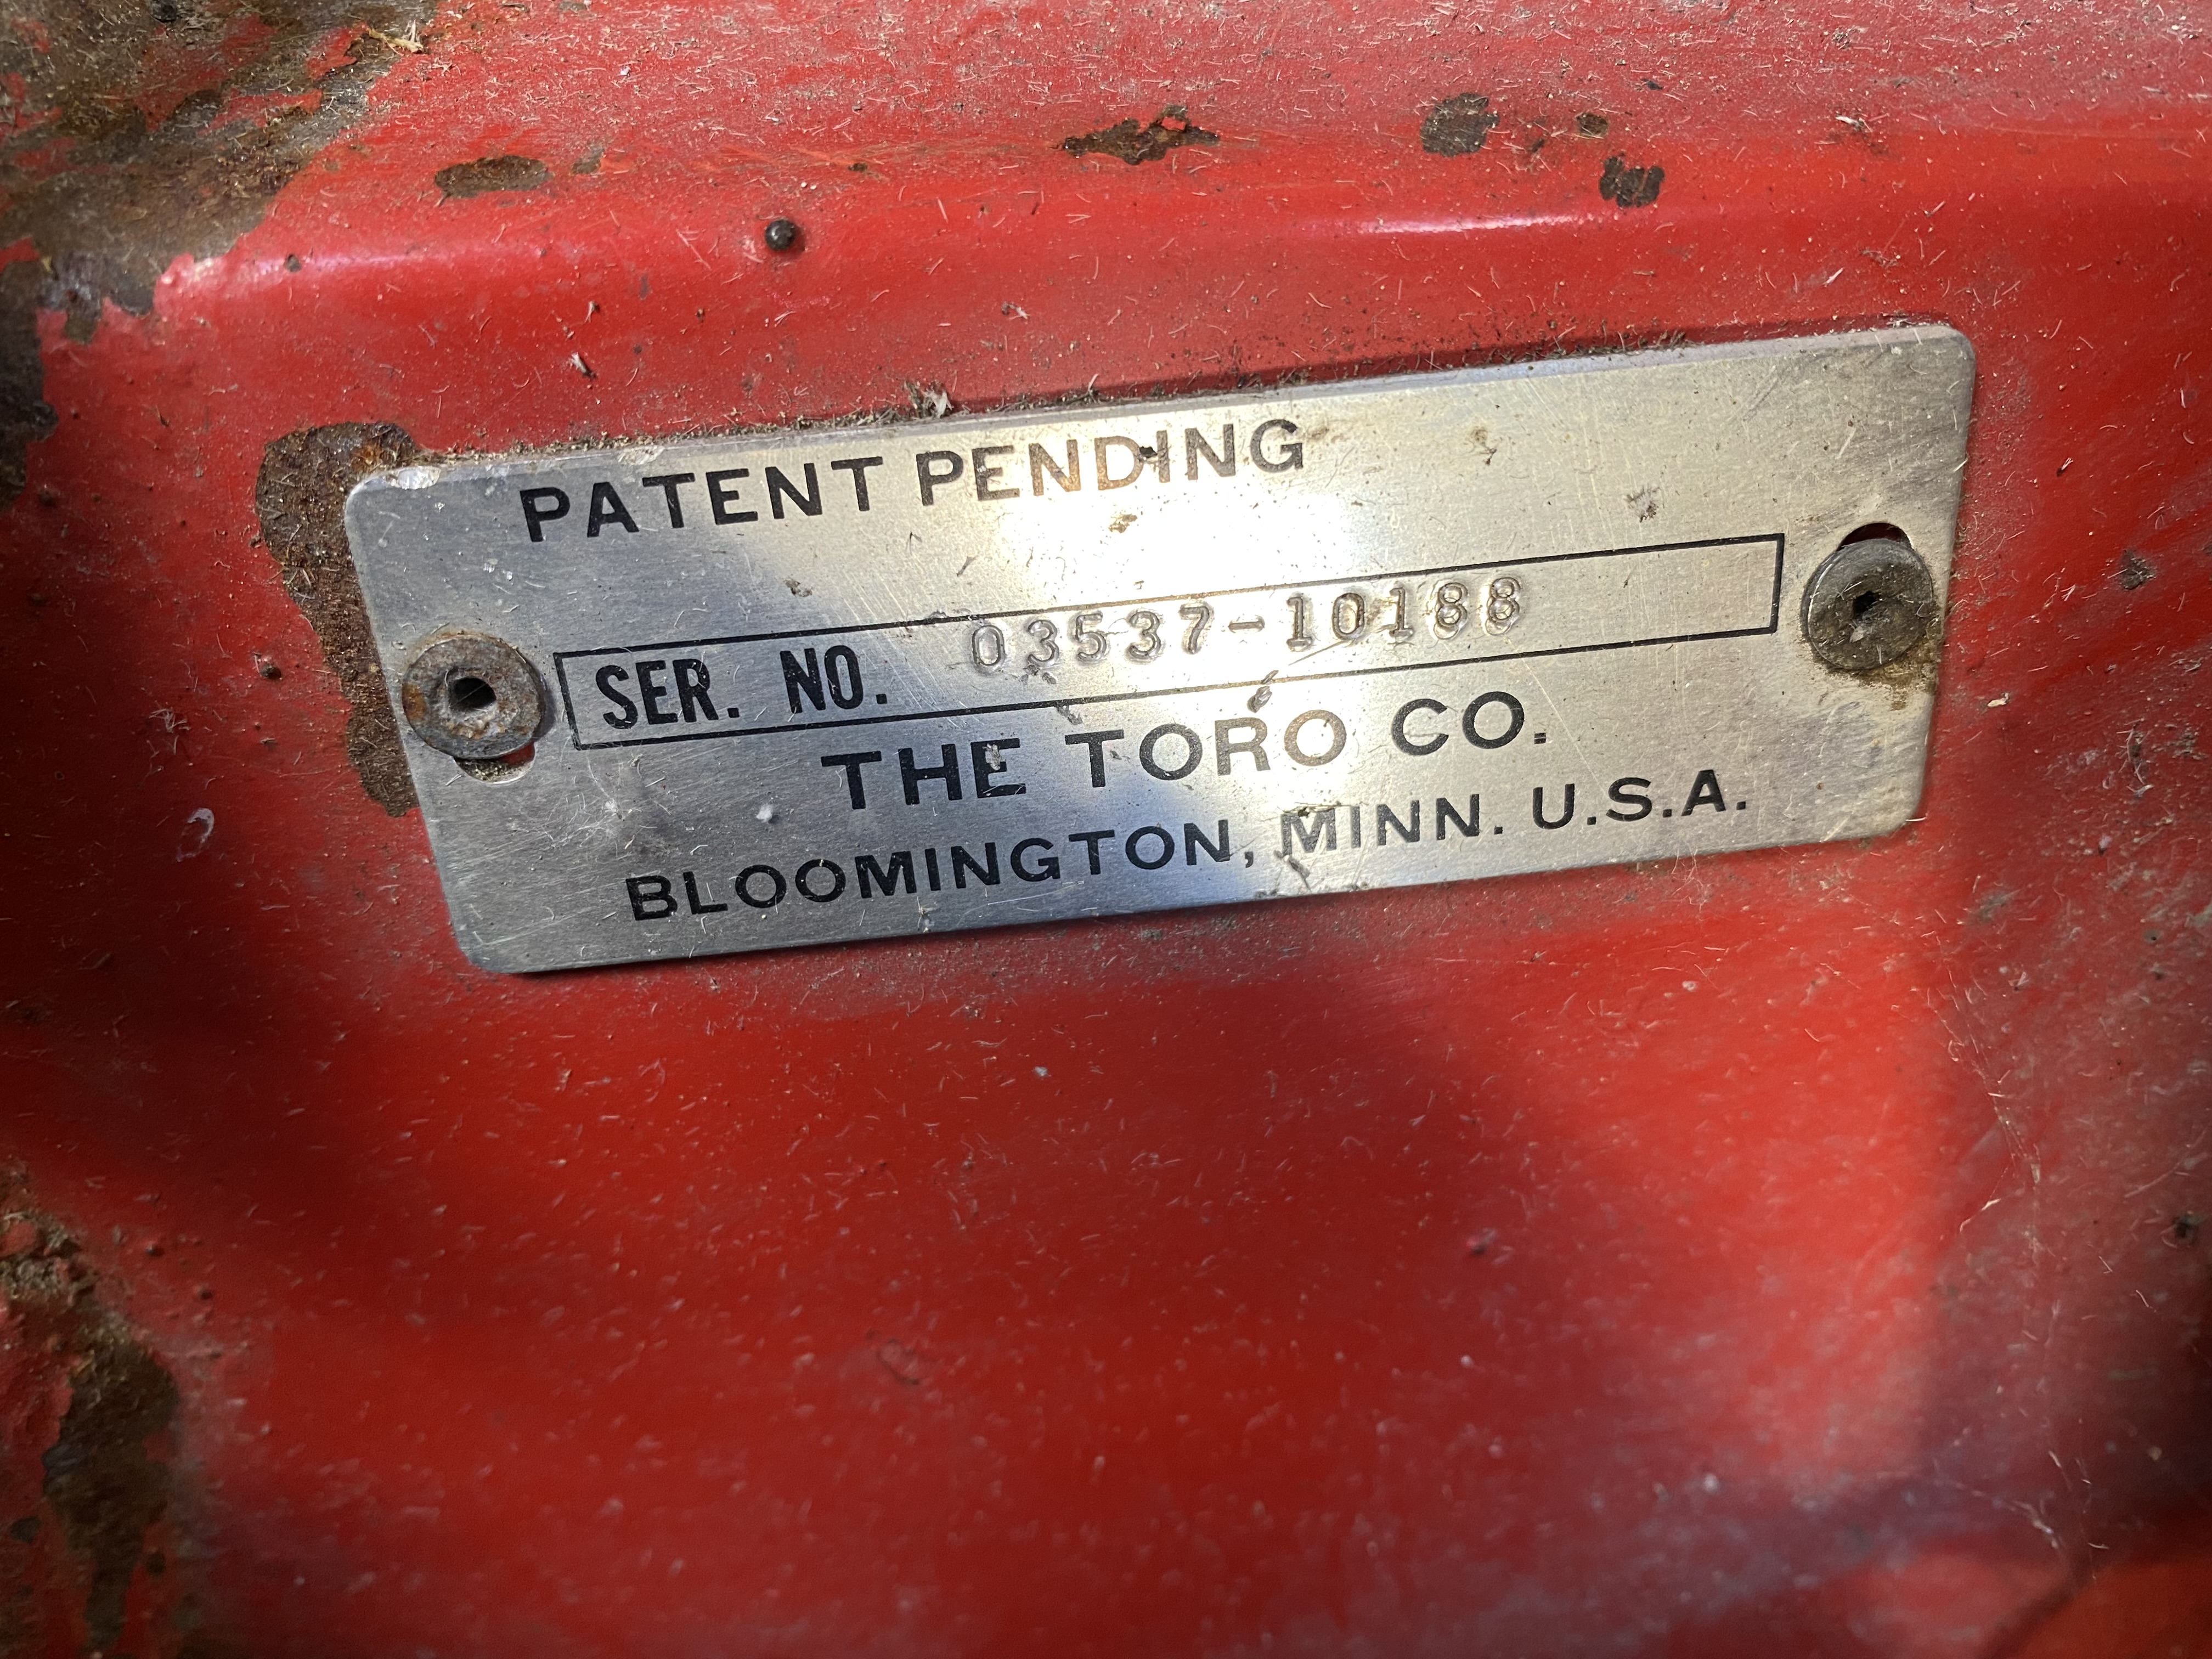 PATENT PENDING
SER. NO. 03537-10188
THE TORO CO.
BLOOMINGTON, MINN. U.S.A.